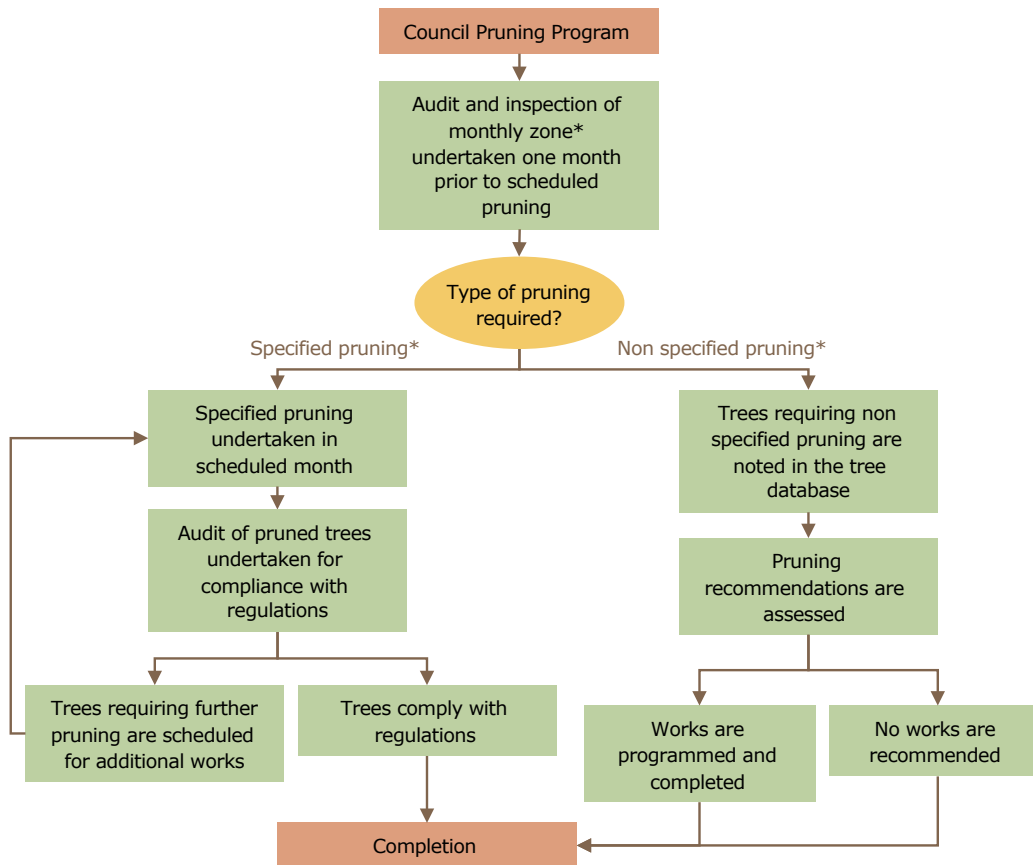 Council Pruning Program
Audit and inspection of
monthly zone*
undertaken one month
prior to scheduled
pruning
Type of pruning
required?
Specified pruning*
Non specified pruning*
Specified pruning
undertaken in
scheduled month
Trees requiring non
specified pruning are
noted in the tree
database
Audit of pruned trees
undertaken for
compliance with
regulations
Pruning
recommendations are
assessed
Trees requiring further
pruning are scheduled
for additional works
Trees comply with
regulations
Works are
programmed and
completed
No works are
recommended
Completion